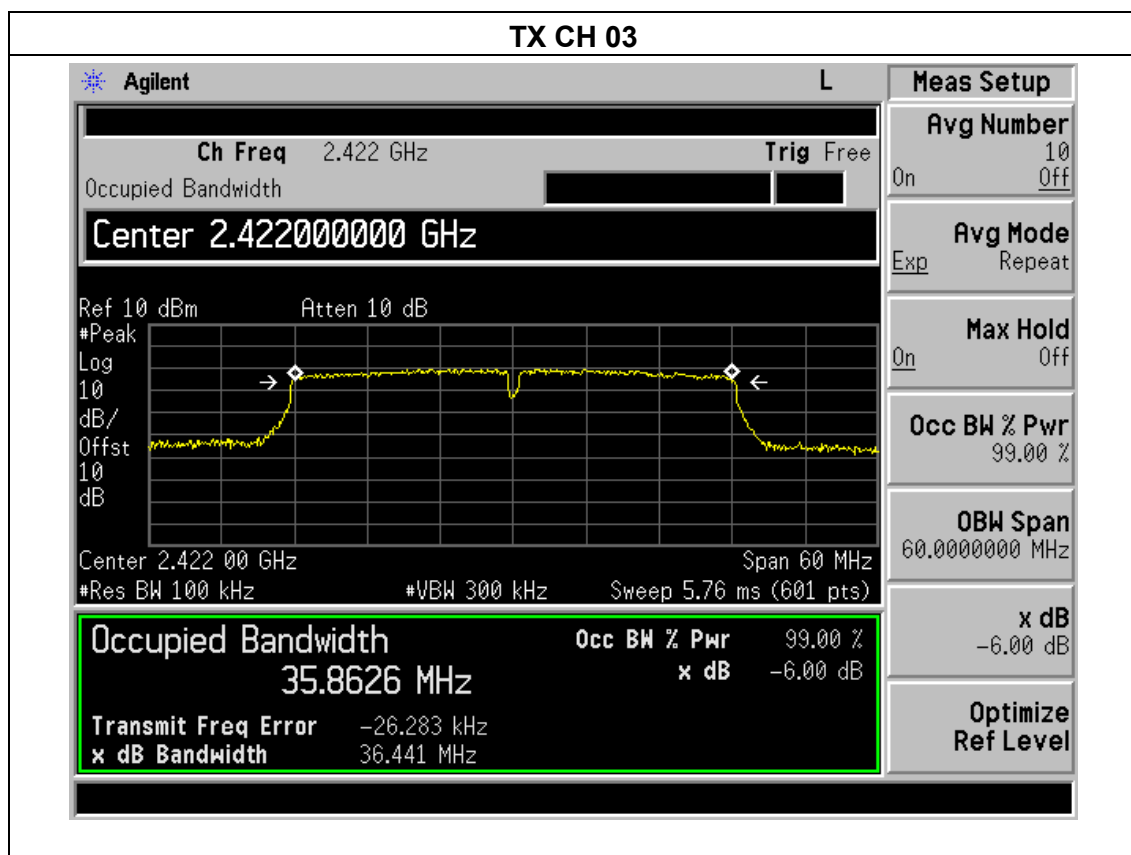 TX CH 03
Agilent L
Ch Freq 2.422 GHz Trig Free
Occupied Bandwidth
Center 2.422000000 GHz
Ref 10 dBm Atten 10 dB
#Peak
Log
10
dB/
Offst
10
dB
Center 2.422 00 GHz Span 60 MHz
#Res BW 100 kHz #VBW 300 kHz Sweep 5.76 ms (601 pts)
Occupied Bandwidth Occ BW % Pwr 99.00 %
35.8626 MHz x dB -6.00 dB
Transmit Freq Error -26.283 kHz
x dB Bandwidth 36.441 MHz
Meas Setup
Avg Number
10
On Off
Avg Mode
Exp Repeat
Max Hold
On Off
Occ BW % Pwr
99.00 %
OBW Span
60.0000000 MHz
x dB
-6.00 dB
Optimize
Ref Level